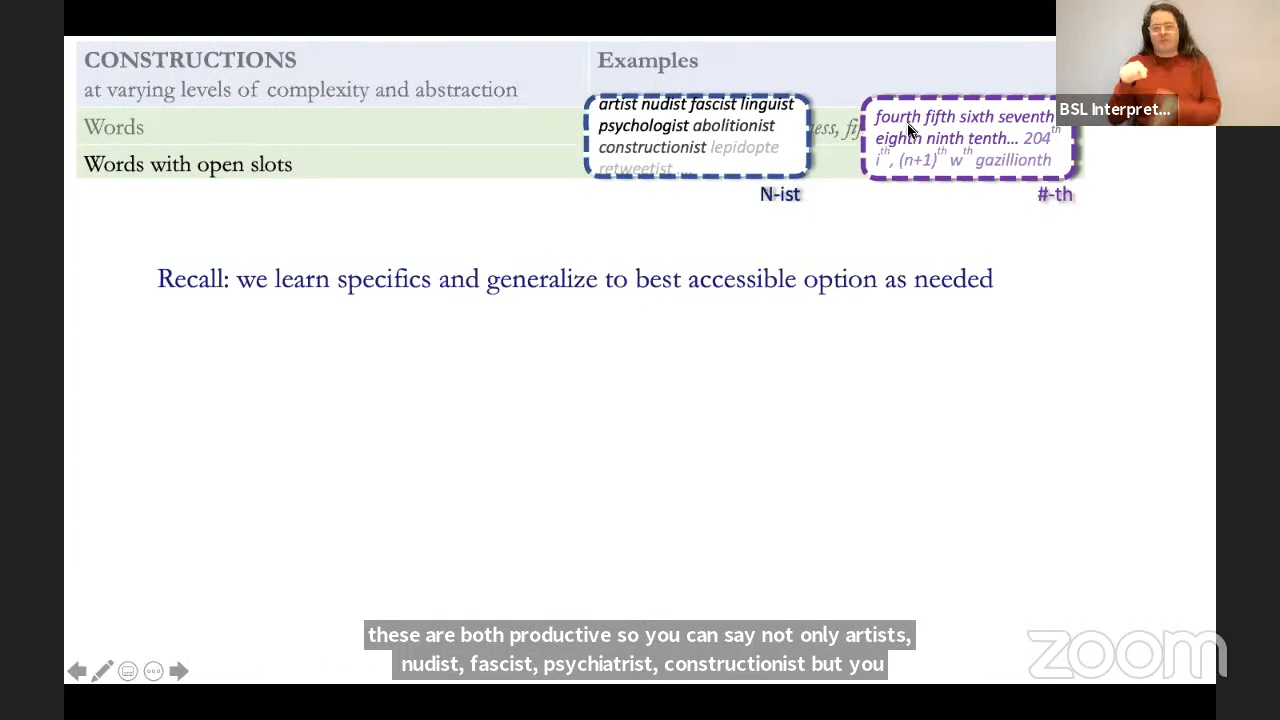 CONSTRUCTIONS
at varying levels of complexity and abstraction
Examples
Words
Words with open slots
artist nudist fascist linguist
psychologist abolitionist
constructionist lepidopte
retweetist ...
N-ist
fourth fifth sixth seventh
eighth ninth tenth... 204th
ith, (n+1)th wth gazillionth
#-th
BSL Interpret...
Recall: we learn specifics and generalize to best accessible option as needed
these are both productive so you can say not only artists,
nudist, fascist, psychiatrist, constructionist but you
zoom